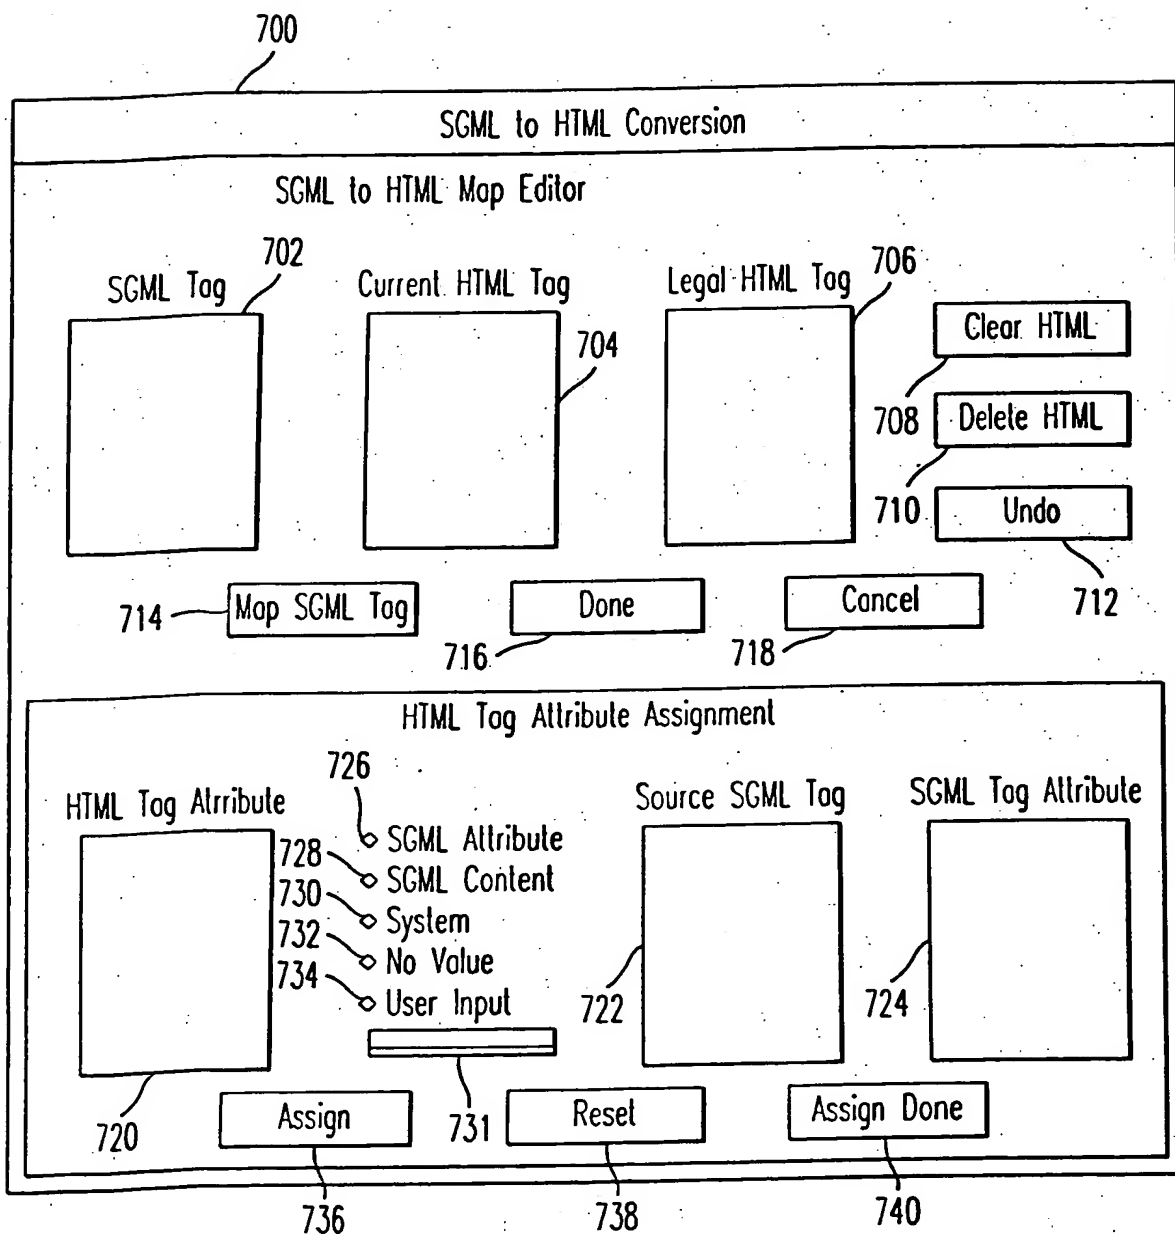 700
SGML to HTML Conversion
SGML to HTML Map Editor
702
SGML Tag
Current HTML Tag
Legal HTML Tag
706
704
Clear HTML
708
Delete HTML
710
Undo
712
714
Map SGML Tag
Done
Cancel
716
718
HTML Tag Attribute Assignment
726
HTML Tag Atrribute
Source SGML Tag
SGML Tag Attribute
SGML Attribute
728
SGML Content
730
System
732
No Value
734
User Input
722
724
720
Assign
731
Reset
Assign Done
736
738
740